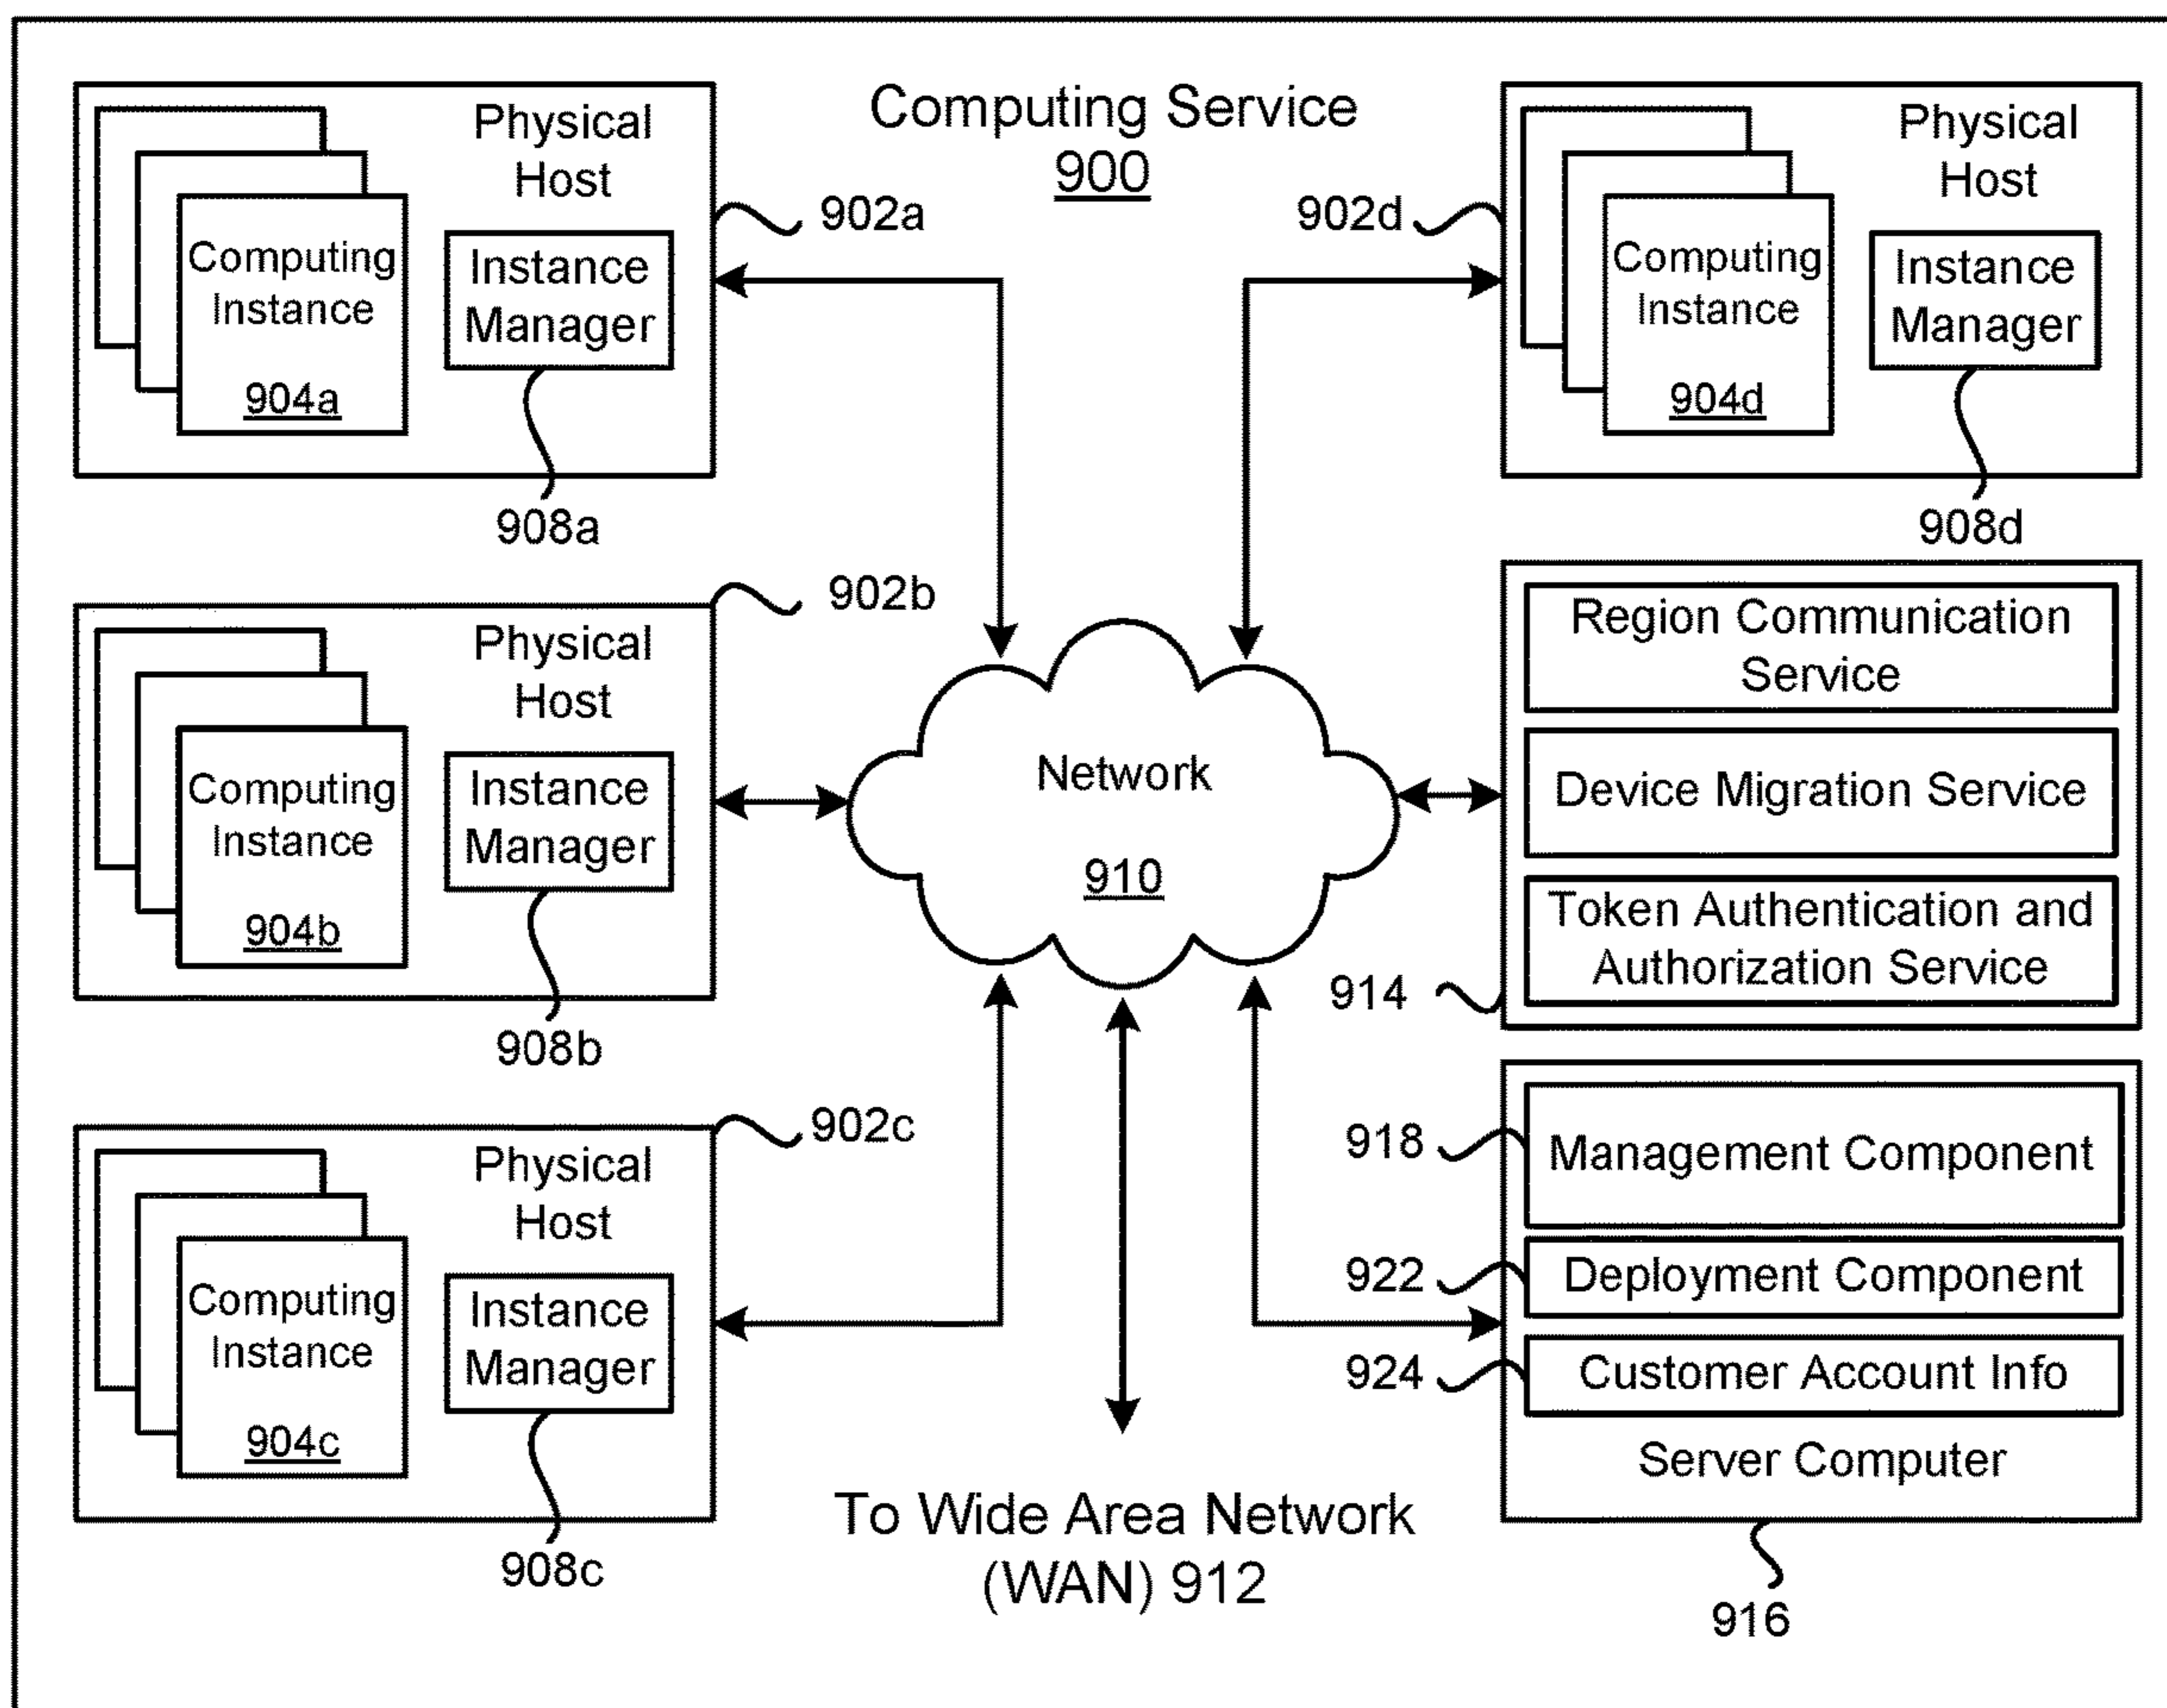 Computing Service
900
Physical
Host
Computing
Instance
904a
Instance
Manager
902a
908a
Physical
Host
Computing
Instance
904b
Instance
Manager
902b
908b
Physical
Host
Computing
Instance
904c
Instance
Manager
902c
908c
Network
910
To Wide Area Network
(WAN) 912
Physical
Host
902d
Computing
Instance
904d
Instance
Manager
908d
Region Communication
Service
Device Migration Service
Token Authentication and
Authorization Service
914
918
Management Component
922
Deployment Component
924
Customer Account Info
Server Computer
916